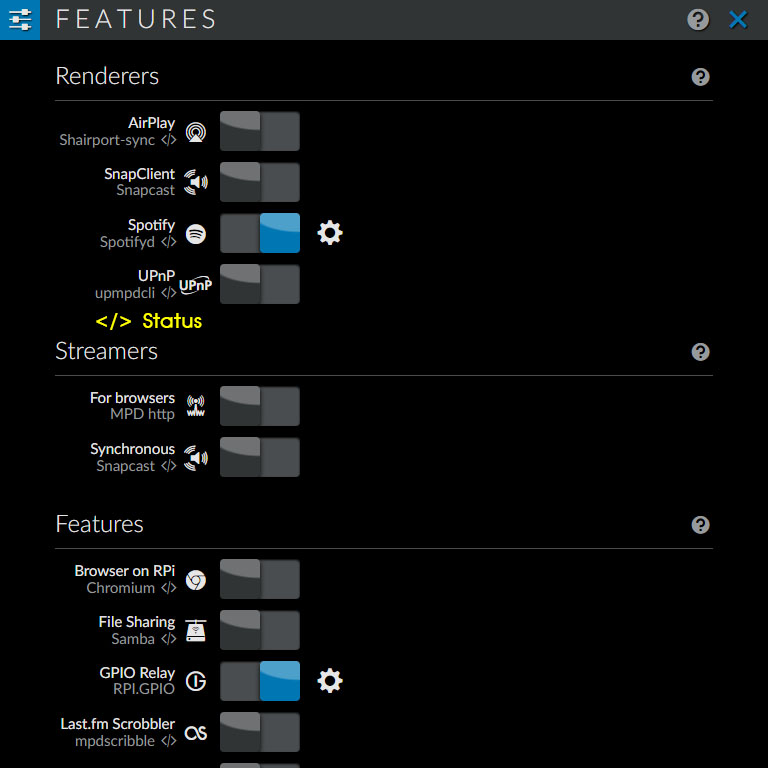 FEATURES
Renderers
AirPlay
Shairport-sync </>
SnapClient
Snapcast
Spotify
Spotifyd </>
UPnP
upmpdcli </> UPnP
</> Status
Streamers
For browsers
MPD http
Synchronous
Snapcast </>
Features
Browser on RPi
Chromium </>
File Sharing
Samba </>
GPIO Relay
RPI.GPIO
Last.fm Scrobbler
mpdscribble </>